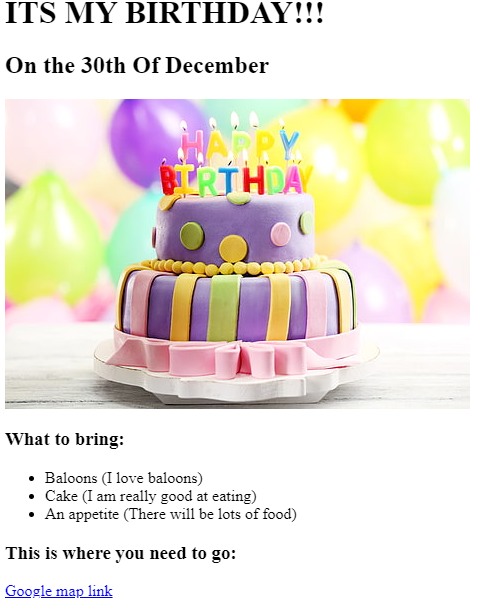 ITS MY BIRTHDAY!!!
On the 30th Of December
HAPPY
BIRTHDAY
What to bring:
Baloons (I love baloons)
Cake (I am really good at eating)
An appetite (There will be lots of food)
This is where you need to go:
Google map link